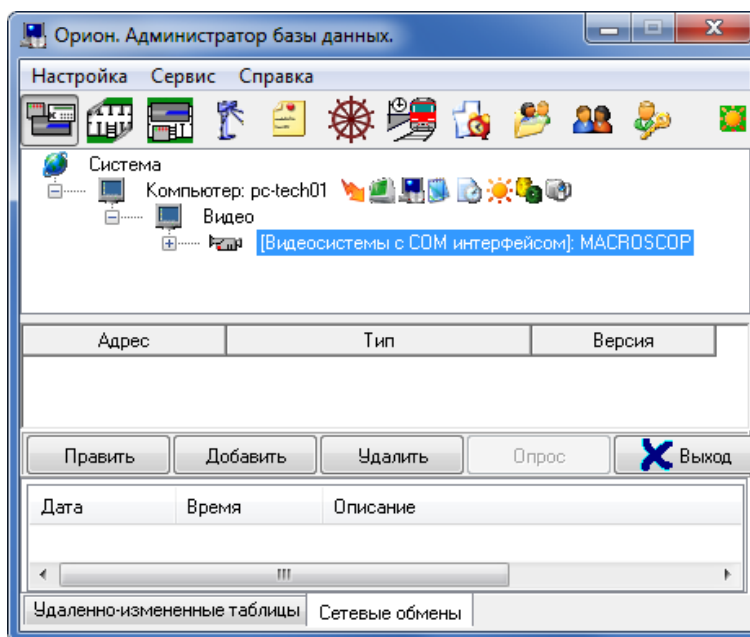 Орион. Администратор базы данных.
Настройка Сервис Справка
Система
Компьютер: pc-tech01
Видео
[Видеосистемы с COM интерфейсом]: MACROSCOP
Адрес Тип Версия
Править Добавить Удалить Опрос Выход
Дата Время Описание
Удаленно-измененные таблицы Сетевые обмены